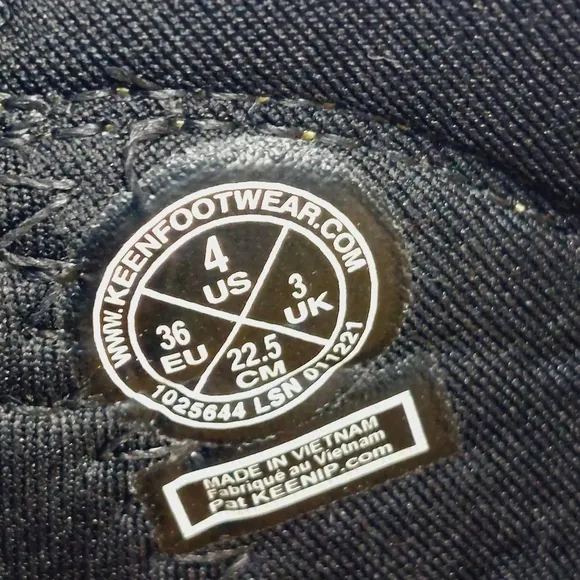 WWW.KEENFOOTWEAR.COM
4
US
3
UK
36
EU
22.5
CM
1025644 LSN 011221
MADE IN VIETNAM
Fabriqué au Vietnam
Pat KEENIP.com